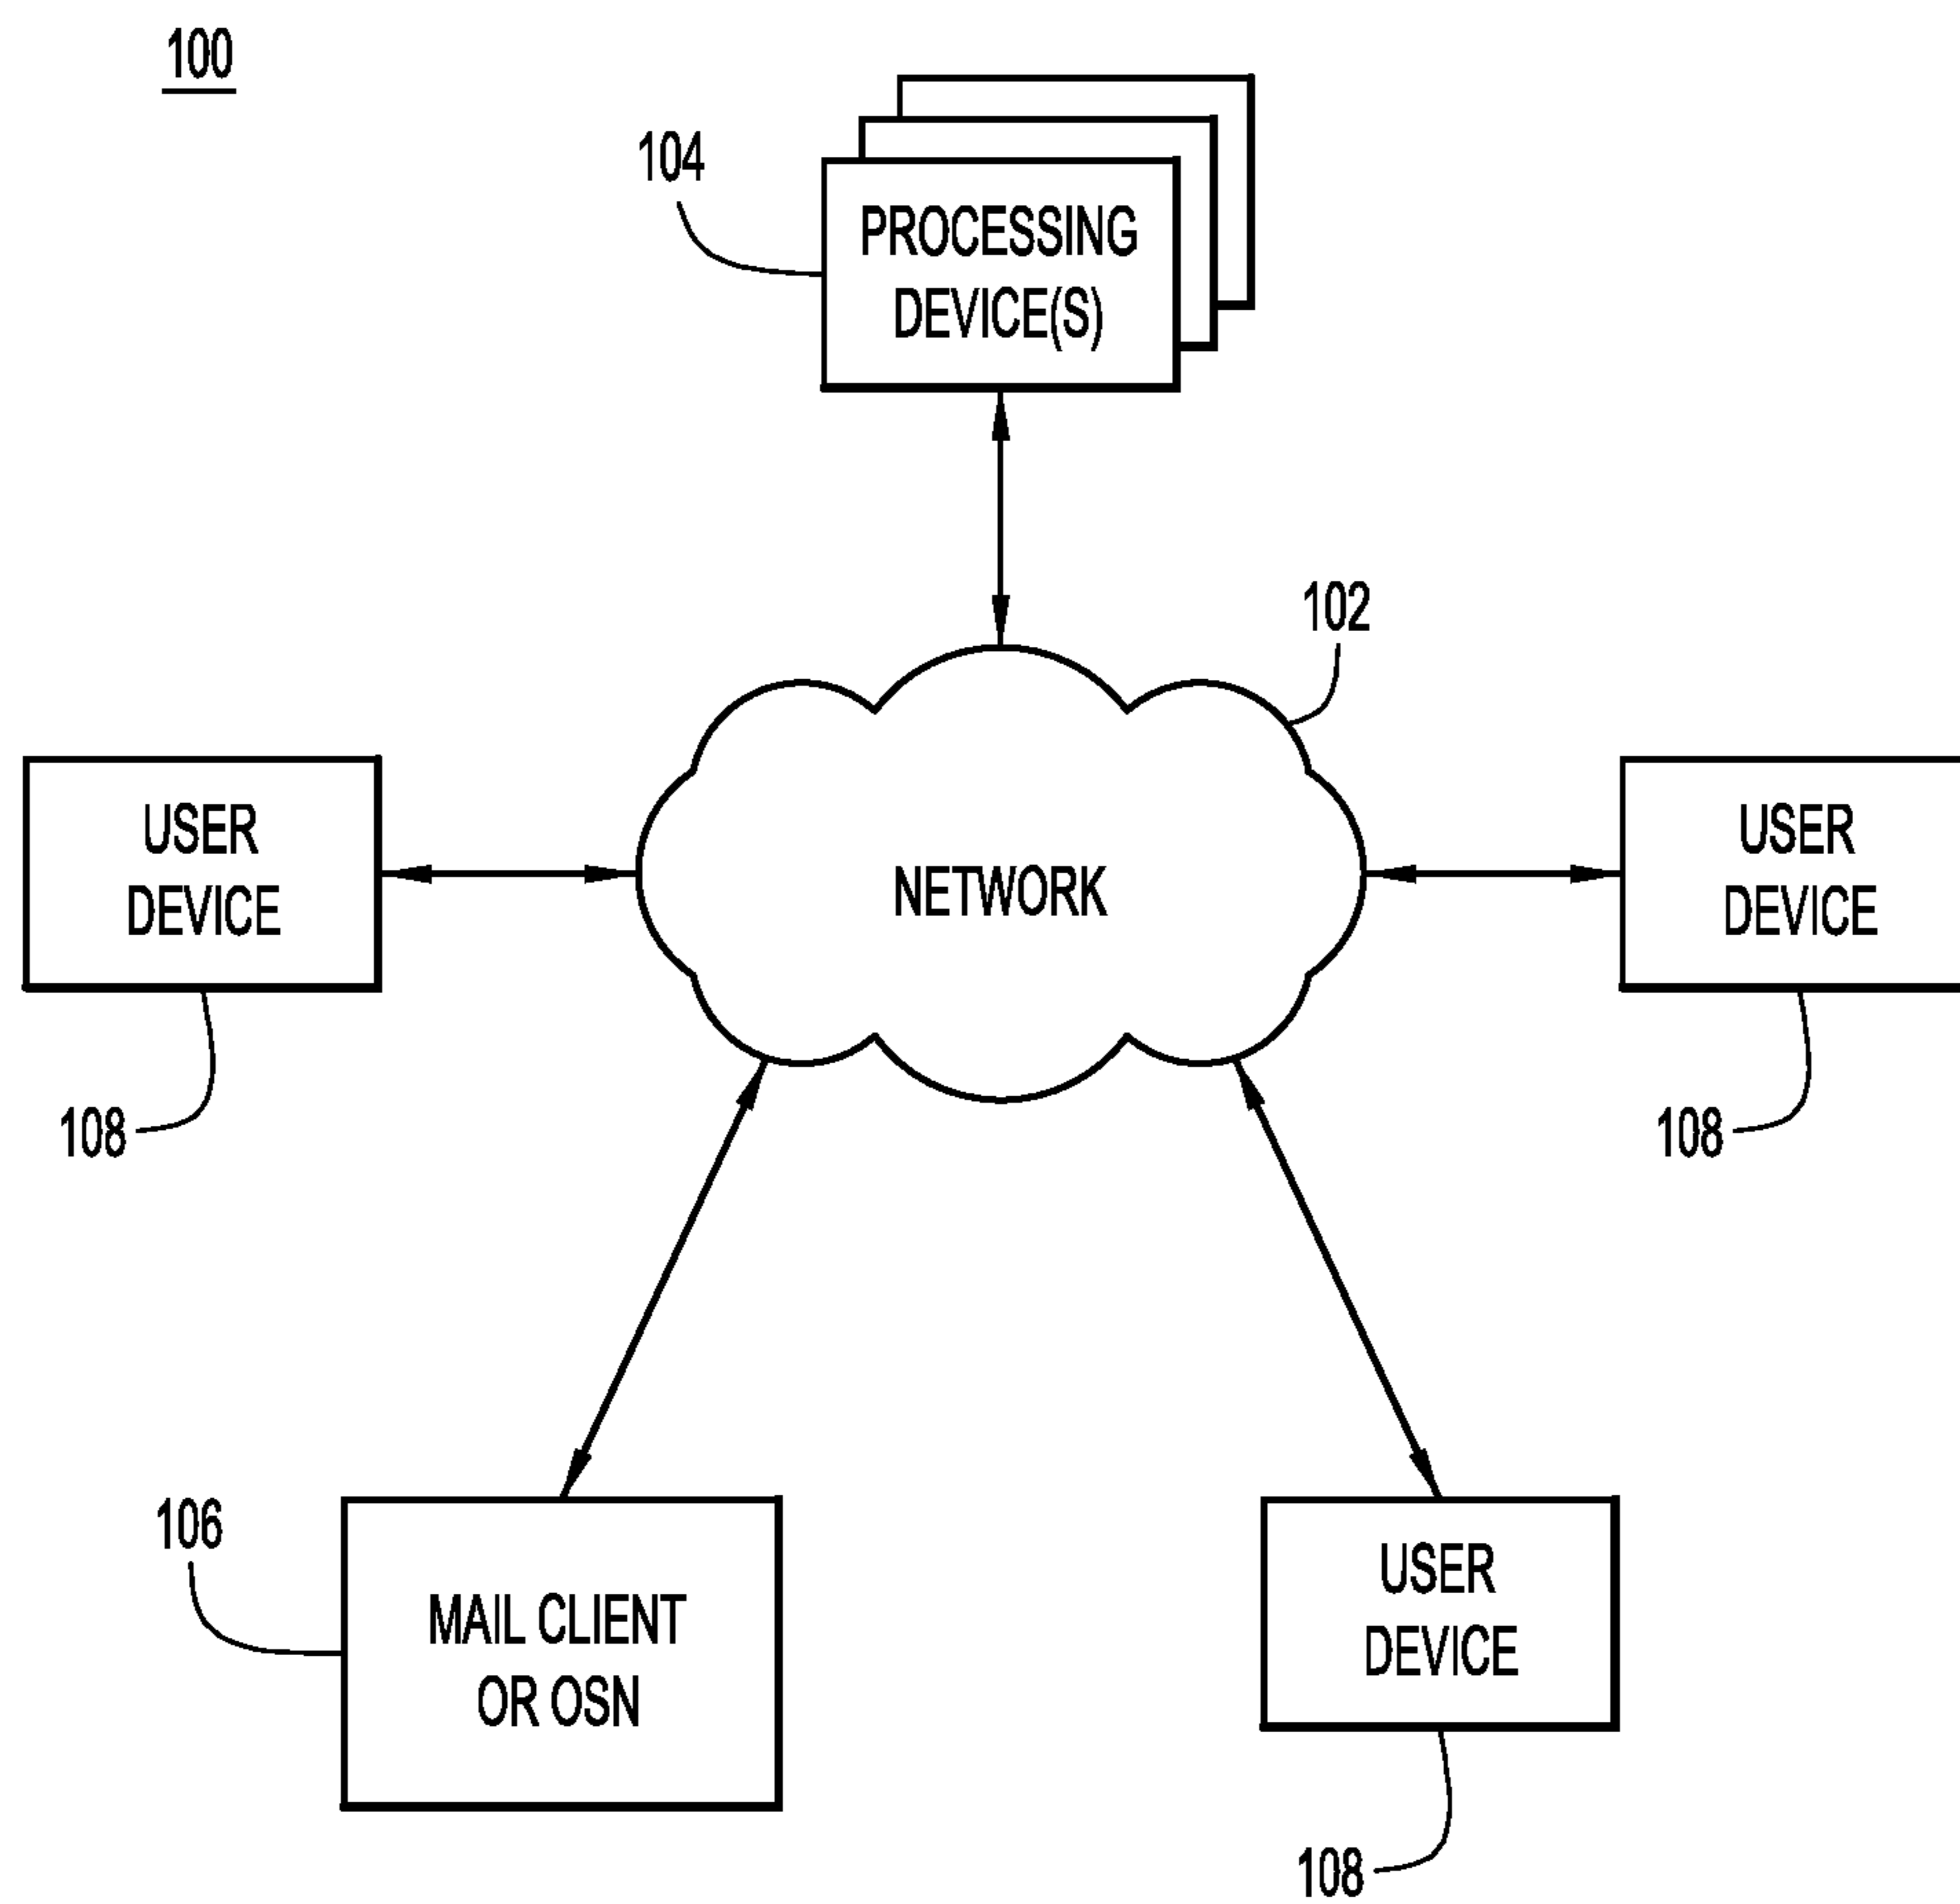 100
104
PROCESSING
DEVICE(S)
102
USER
DEVICE
NETWORK
USER
DEVICE
108
108
106
MAIL CLIENT
OR OSN
USER
DEVICE
108